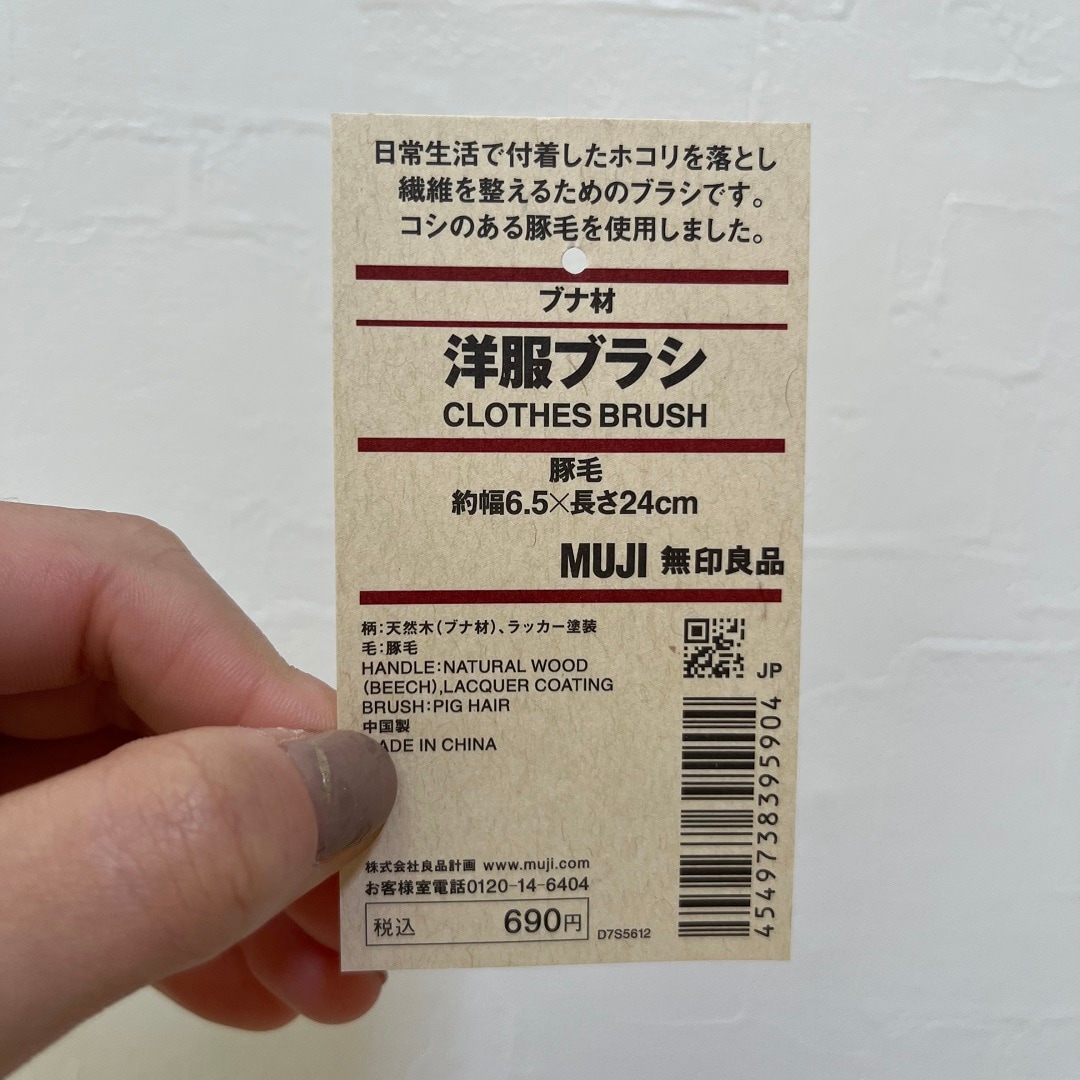 日常生活で付着したホコリを落とし
繊維を整えるためのブラシです。
コシのある豚毛を使用しました。
ブナ材
洋服ブラシ
CLOTHES BRUSH
豚毛
約幅6.5×長さ24cm
MUJI 無印良品
柄：天然木（ブナ材）、ラッカー塗装
毛：豚毛
HANDLE：NATURAL WOOD
(BEECH),LACQUER COATING
BRUSH：PIG HAIR
中国製
ADE IN CHINA
JP
4549738395904
株式会社良品計画 www.muji.com
お客様室電話0120-14-6404
税込 690円
D7S5612